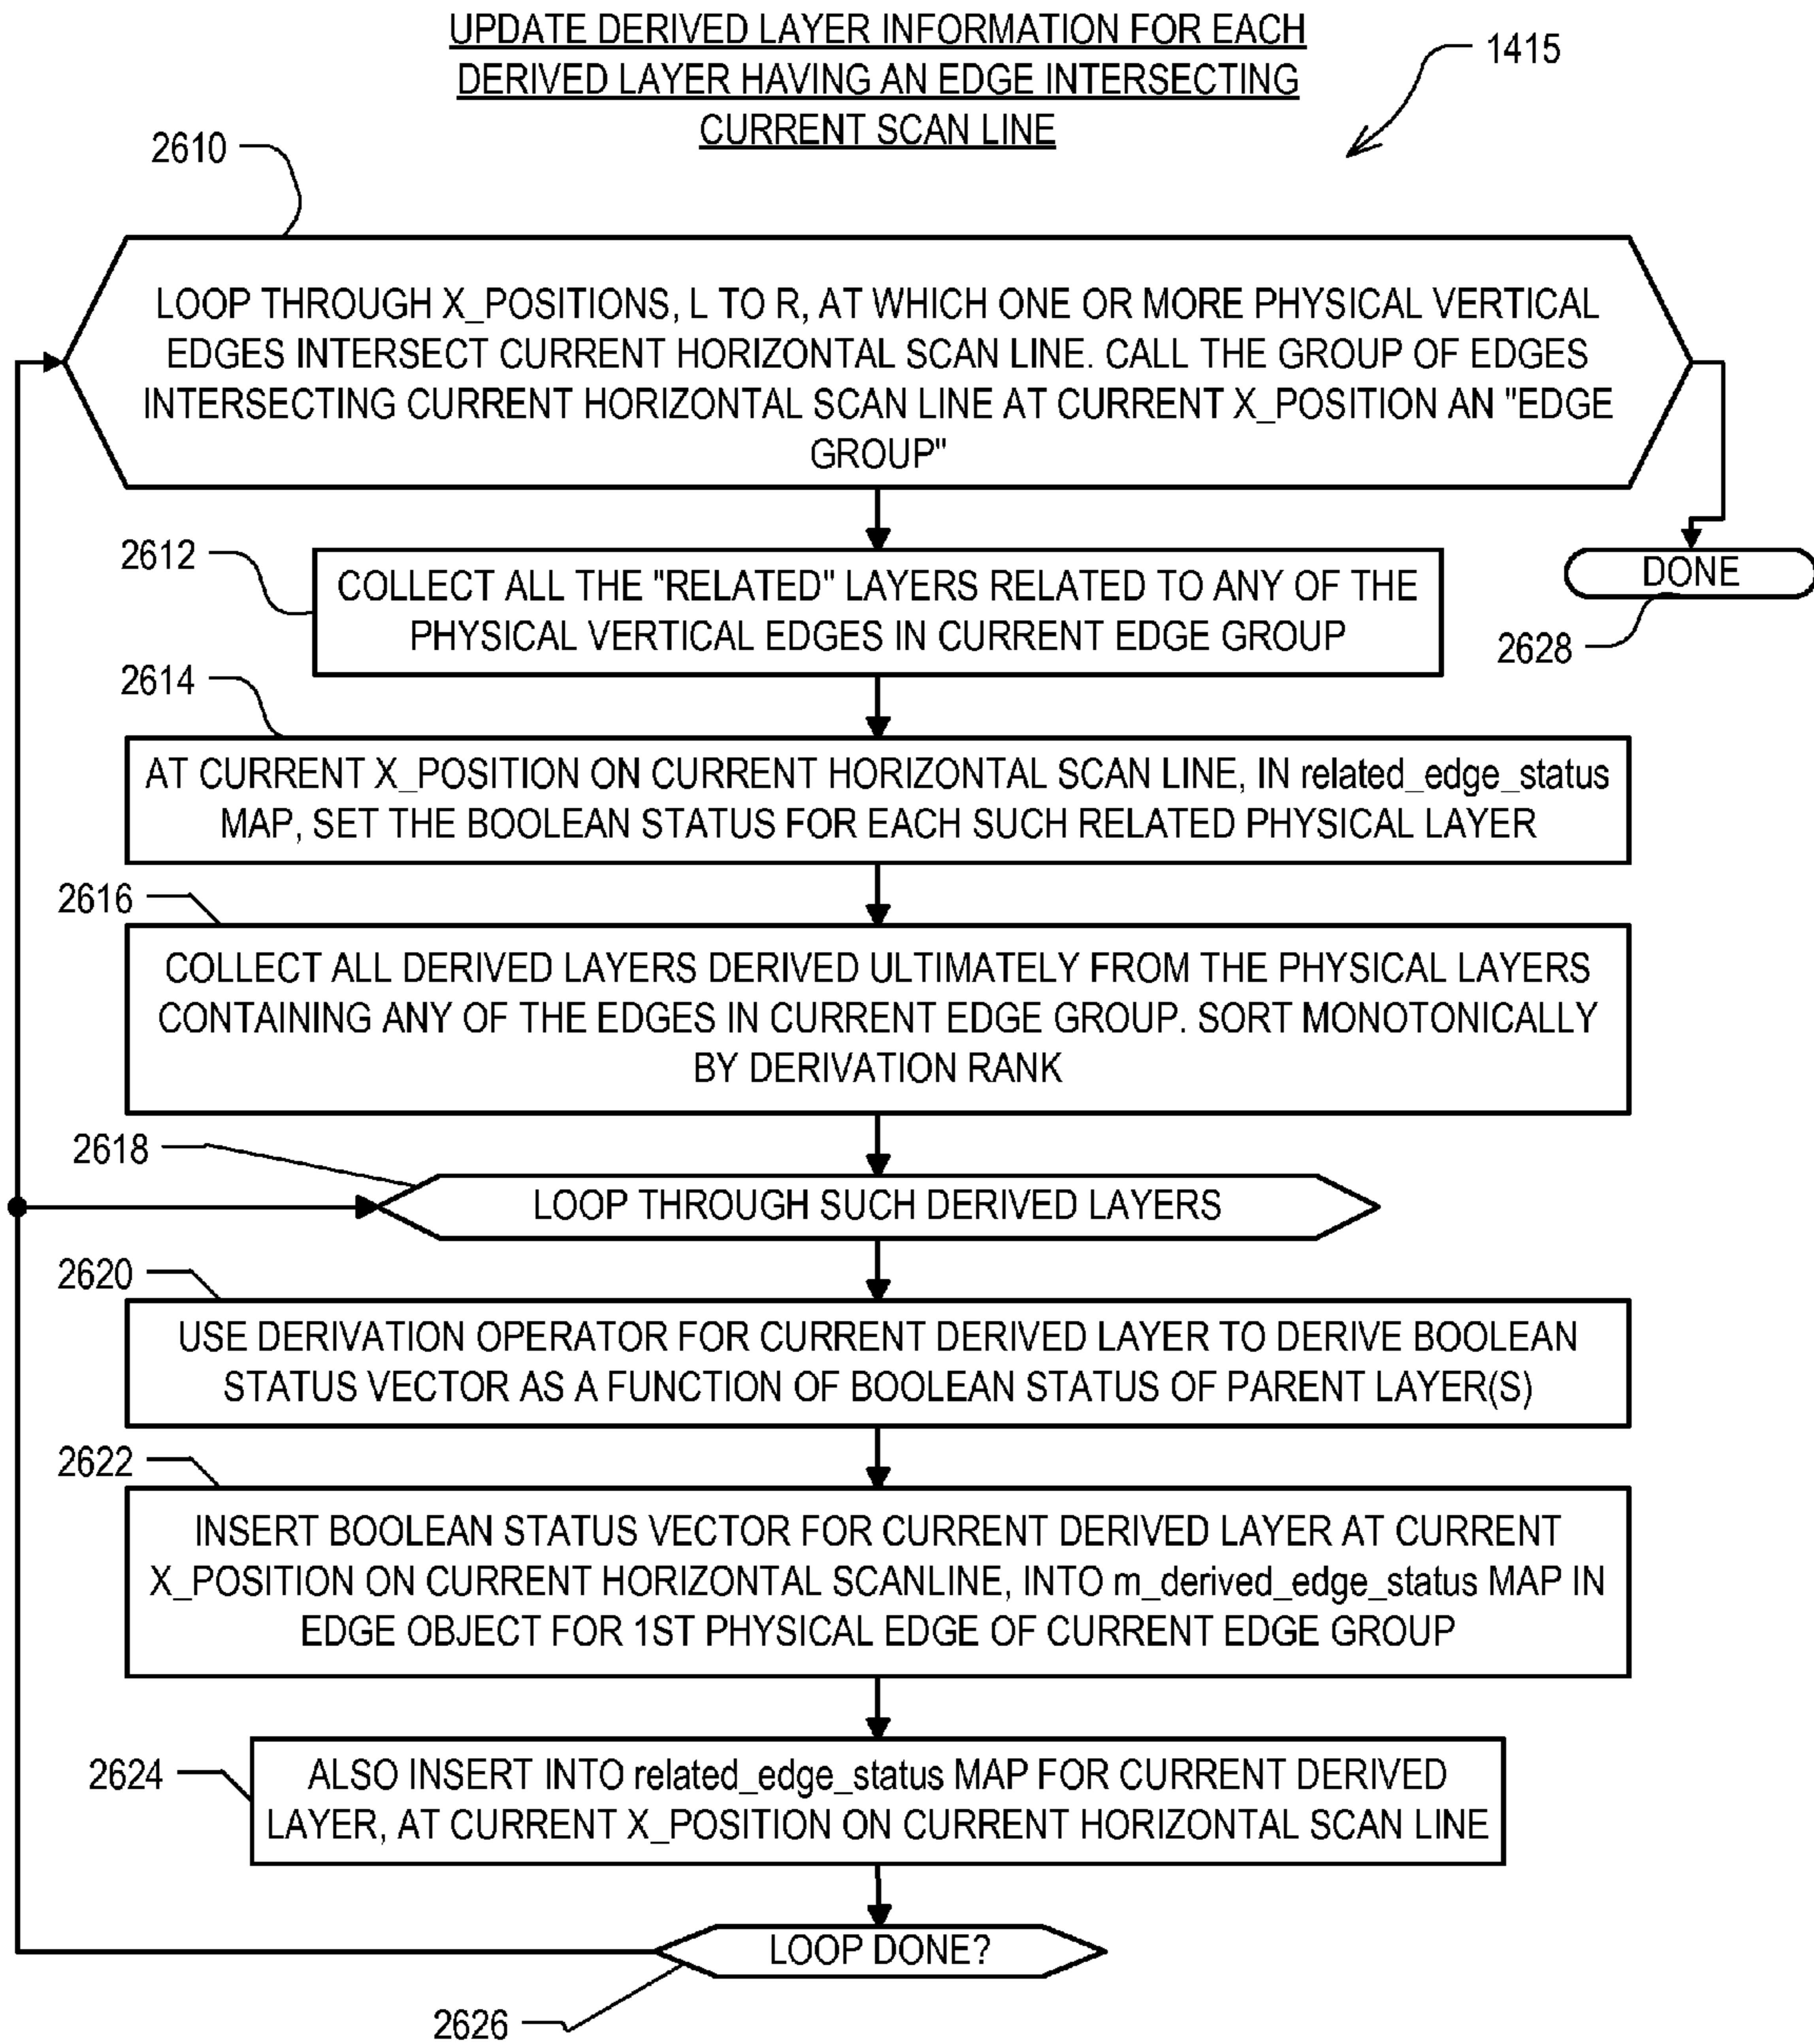 UPDATE DERIVED LAYER INFORMATION FOR EACH
DERIVED LAYER HAVING AN EDGE INTERSECTING
CURRENT SCAN LINE
1415
2610
LOOP THROUGH X_POSITIONS, L TO R, AT WHICH ONE OR MORE PHYSICAL VERTICAL
EDGES INTERSECT CURRENT HORIZONTAL SCAN LINE. CALL THE GROUP OF EDGES
INTERSECTING CURRENT HORIZONTAL SCAN LINE AT CURRENT X_POSITION AN "EDGE
GROUP"
2612
COLLECT ALL THE "RELATED" LAYERS RELATED TO ANY OF THE
PHYSICAL VERTICAL EDGES IN CURRENT EDGE GROUP
DONE
2628
2614
AT CURRENT X_POSITION ON CURRENT HORIZONTAL SCAN LINE, IN related_edge_status
MAP, SET THE BOOLEAN STATUS FOR EACH SUCH RELATED PHYSICAL LAYER
2616
COLLECT ALL DERIVED LAYERS DERIVED ULTIMATELY FROM THE PHYSICAL LAYERS
CONTAINING ANY OF THE EDGES IN CURRENT EDGE GROUP. SORT MONOTONICALLY
BY DERIVATION RANK
2618
LOOP THROUGH SUCH DERIVED LAYERS
2620
USE DERIVATION OPERATOR FOR CURRENT DERIVED LAYER TO DERIVE BOOLEAN
STATUS VECTOR AS A FUNCTION OF BOOLEAN STATUS OF PARENT LAYER(S)
2622
INSERT BOOLEAN STATUS VECTOR FOR CURRENT DERIVED LAYER AT CURRENT
X_POSITION ON CURRENT HORIZONTAL SCANLINE, INTO m_derived_edge_status MAP IN
EDGE OBJECT FOR 1ST PHYSICAL EDGE OF CURRENT EDGE GROUP
2624
ALSO INSERT INTO related_edge_status MAP FOR CURRENT DERIVED
LAYER, AT CURRENT X_POSITION ON CURRENT HORIZONTAL SCAN LINE
LOOP DONE?
2626